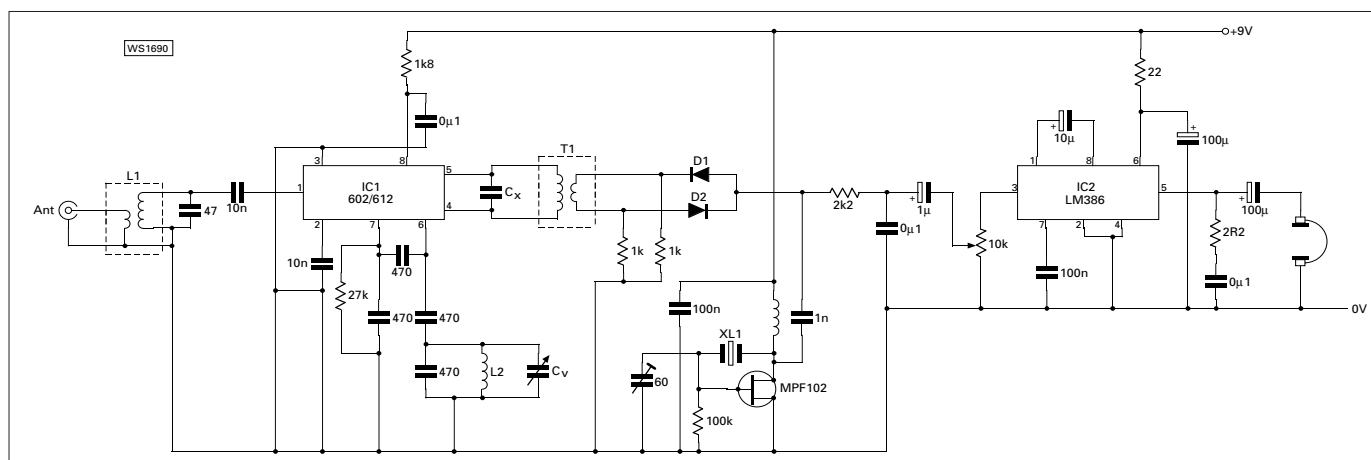 WS1690
+9V
1k8
22
0µ1
+
10µ
+
100µ
L1
T1
D1
3
8
5
1
8
6
Ant
47
10n
1
IC1
602/612
Cx
D2
2k2
+
1µ
3
IC2
LM386
5
+
100µ
4
2
7
6
10n
470
1k
1k
0µ1
10k
7
2
4
2R2
27k
100n
100n
0µ1
470
470
1n
0V
XL1
470
L2
Cv
60
MPF102
100k